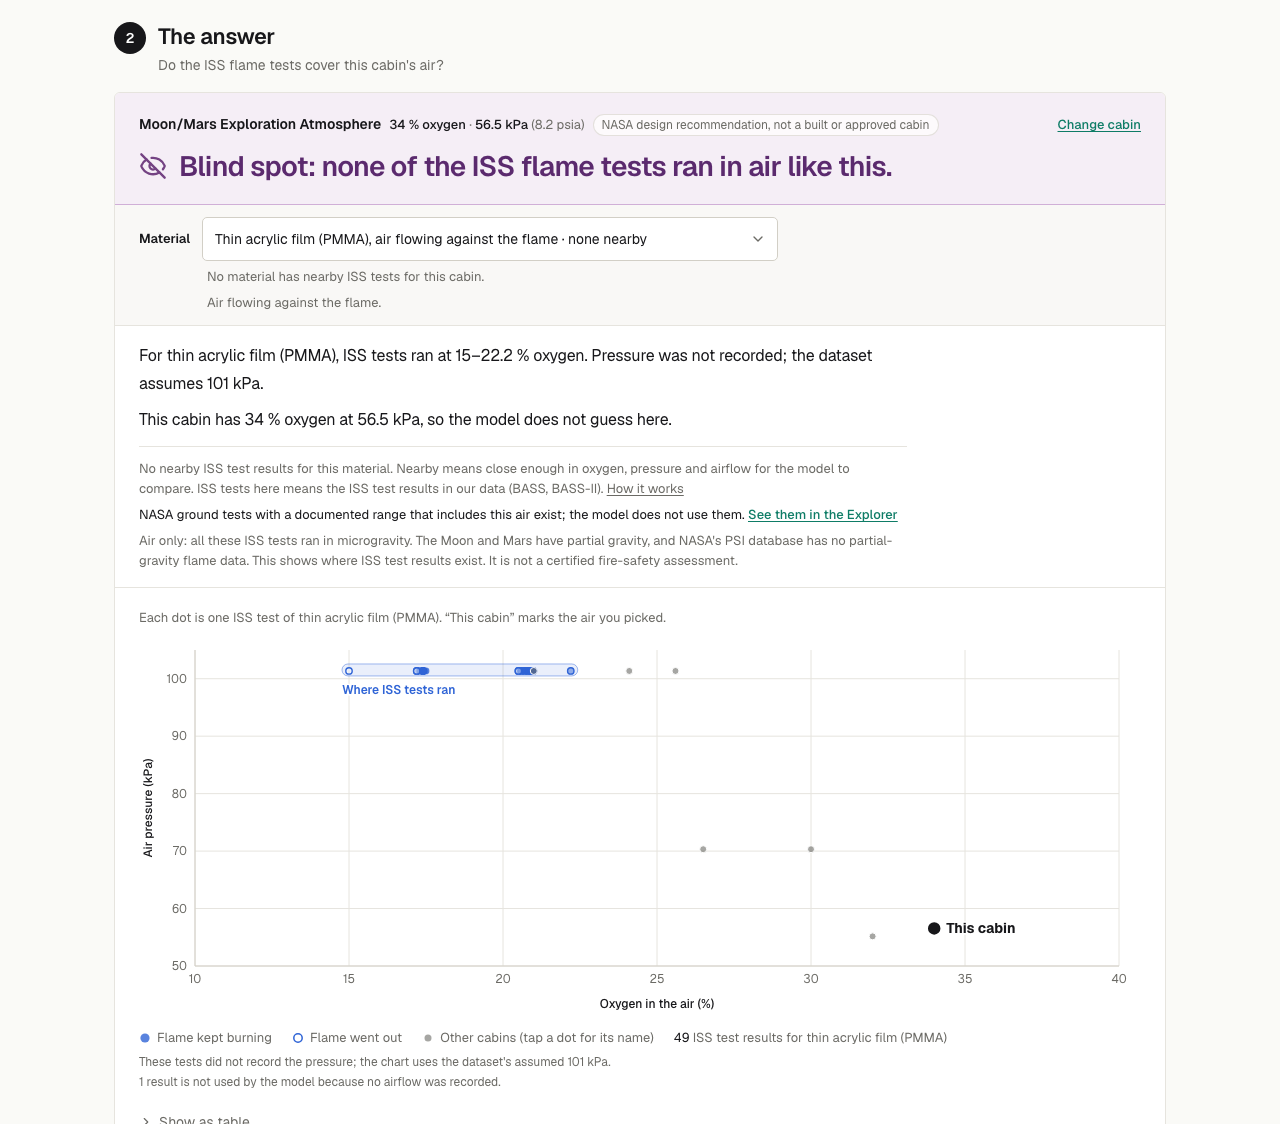 2
The answer
Do the ISS flame tests cover this cabin's air?
Moon/Mars Exploration Atmosphere 34 % oxygen · 56.5 kPa (8.2 psia) NASA design recommendation, not a built or approved cabin Change cabin
Blind spot: none of the ISS flame tests ran in air like this.
Material Thin acrylic film (PMMA), air flowing against the flame · none nearby
No material has nearby ISS tests for this cabin.
Air flowing against the flame.
For thin acrylic film (PMMA), ISS tests ran at 15–22.2 % oxygen. Pressure was not recorded; the dataset
assumes 101 kPa.
This cabin has 34 % oxygen at 56.5 kPa, so the model does not guess here.
No nearby ISS test results for this material. Nearby means close enough in oxygen, pressure and airflow for the model to
compare. ISS tests here means the ISS test results in our data (BASS, BASS-II). How it works
NASA ground tests with a documented range that includes this air exist; the model does not use them. See them in the Explorer
Air only: all these ISS tests ran in microgravity. The Moon and Mars have partial gravity, and NASA's PSI database has no partial-
gravity flame data. This shows where ISS test results exist. It is not a certified fire-safety assessment.
Each dot is one ISS test of thin acrylic film (PMMA). “This cabin” marks the air you picked.
100
Where ISS tests ran
90
80
Air pressure (kPa)
70
60
This cabin
50
10 15 20 25 30 35 40
Oxygen in the air (%)
Flame kept burning Flame went out Other cabins (tap a dot for its name) 49 ISS test results for thin acrylic film (PMMA)
These tests did not record the pressure; the chart uses the dataset's assumed 101 kPa.
1 result is not used by the model because no airflow was recorded.
Show as table